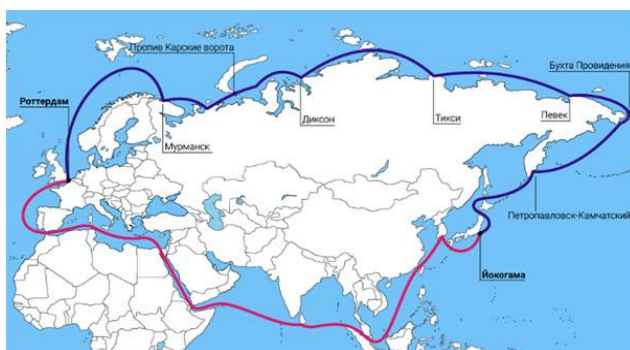 Пролив Карские ворота
Бухта Провидения
Роттердам
Диксон
Тикси
Певек
Мурманск
Петропавловск-Камчатский
Йокогама